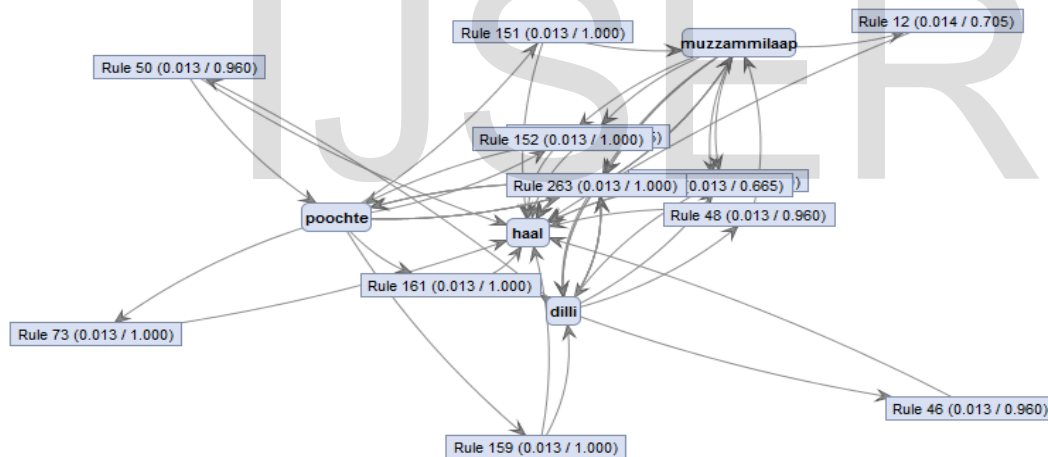 IJSER
Rule 12 (0.014 / 0.705)
Rule 151 (0.013 / 1.000)
muzzammilaap
Rule 50 (0.013 / 0.960)
Rule 152 (0.013 / 1.000)
Rule 263 (0.013 / 1.000)
0.013 / 0.665)
poochte
Rule 48 (0.013 / 0.960)
haal
Rule 161 (0.013 / 1.000)
dilli
Rule 73 (0.013 / 1.000)
Rule 46 (0.013 / 0.960)
Rule 159 (0.013 / 1.000)